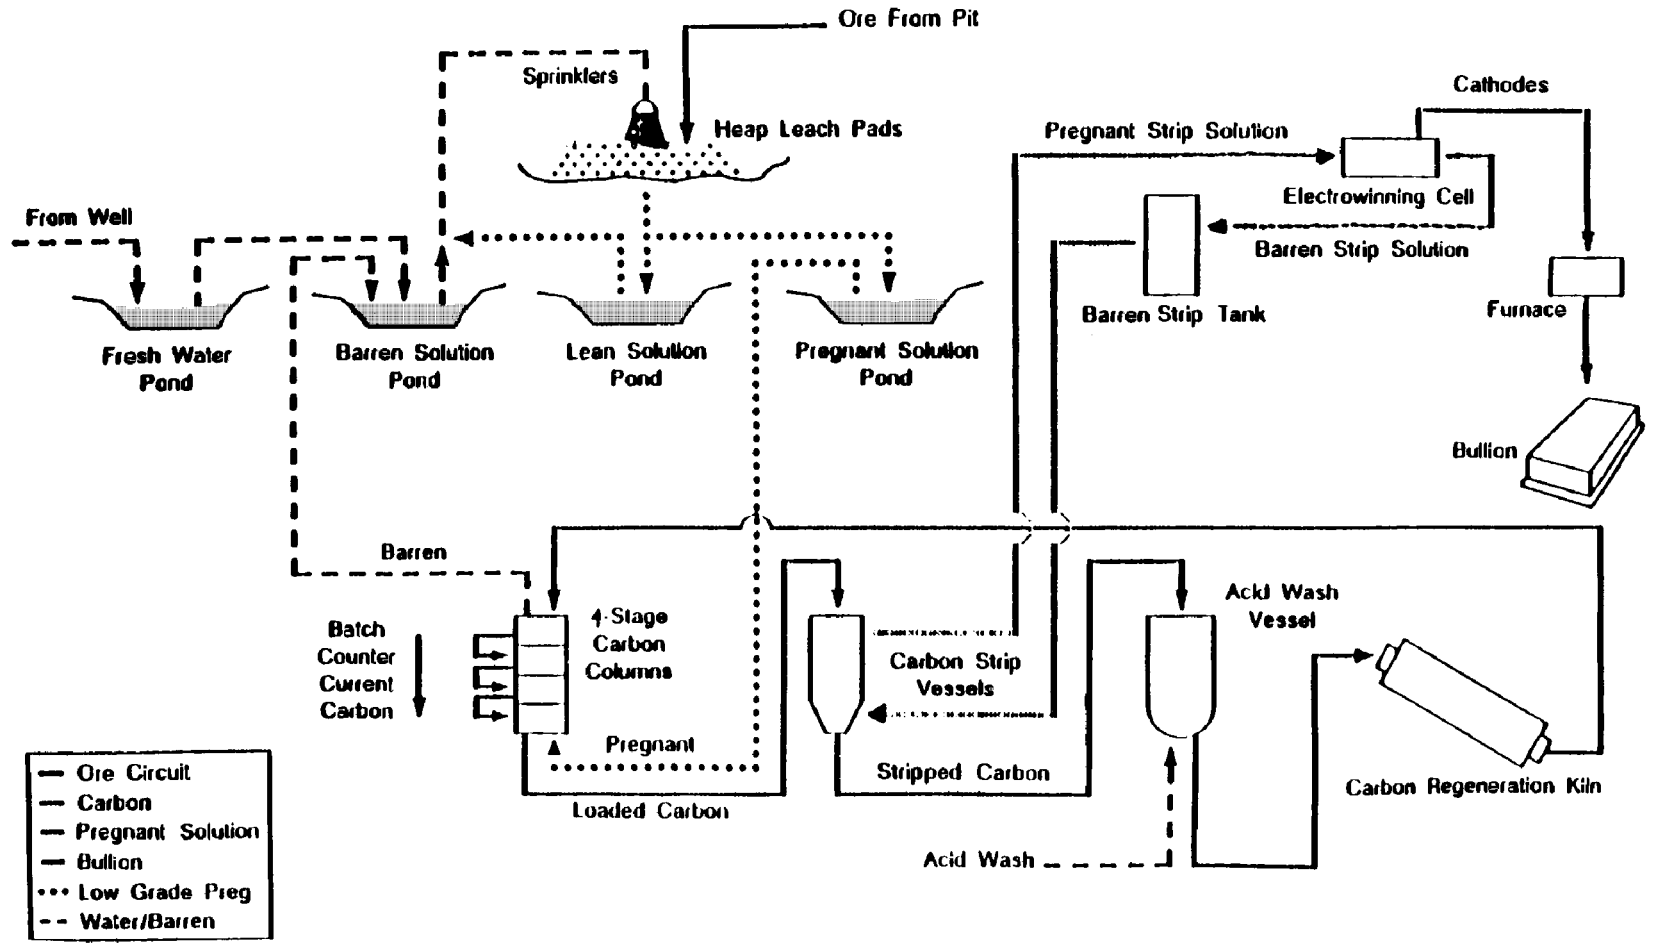 Ore From Pit
Sprinklers
Heap Leach Pads
Cathodes
Pregnant Strip Solution
Electrowinning Cell
From Well
Barren Strip Solution
Barren Strip Tank
Furnace
Fresh Water
Pond
Barren Solution
Pond
Lean Solution
Pond
Pregnant Solution
Pond
Bullion
Barren
Batch
Counter
Current
Carbon
4-Stage
Carbon
Columns
Carbon Strip
Vessels
Acid Wash
Vessel
Pregnant
Loaded Carbon
Stripped Carbon
Carbon Regeneration Kiln
Acid Wash
Ore Circuit
Carbon
Pregnant Solution
Bullion
Low Grade Preg
Water/Barren